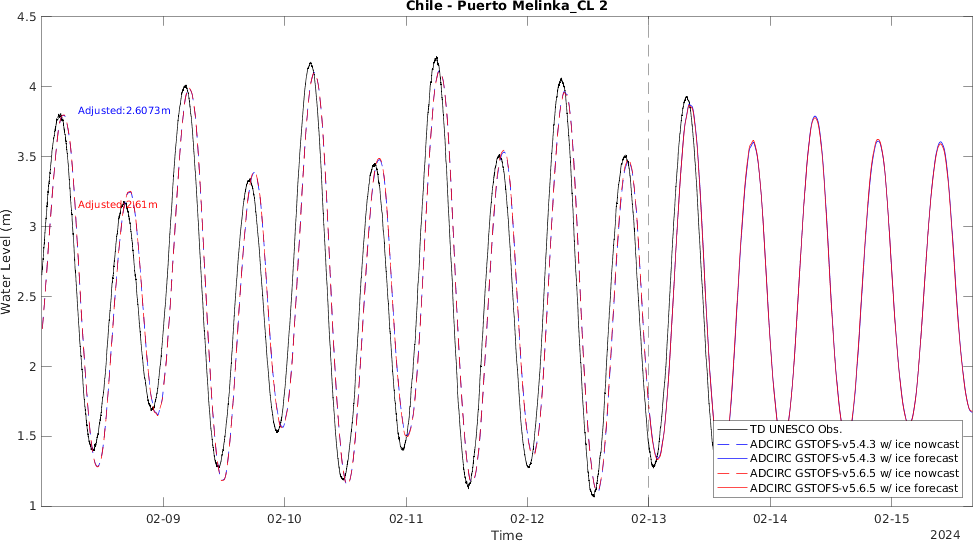 Chile - Puerto Melinka_CL 2
4.5
4
3.5
3
2.5
2
1.5
1
Water Level (m)
Adjusted:2.6073m
Adjusted:2.61m
TD UNESCO Obs.
ADCIRC GSTOFS-v5.4.3 w/ ice nowcast
ADCIRC GSTOFS-v5.4.3 w/ ice forecast
ADCIRC GSTOFS-v5.6.5 w/ ice nowcast
ADCIRC GSTOFS-v5.6.5 w/ ice forecast
02-09 02-10 02-11 02-12 02-13 02-14 02-15
Time
2024